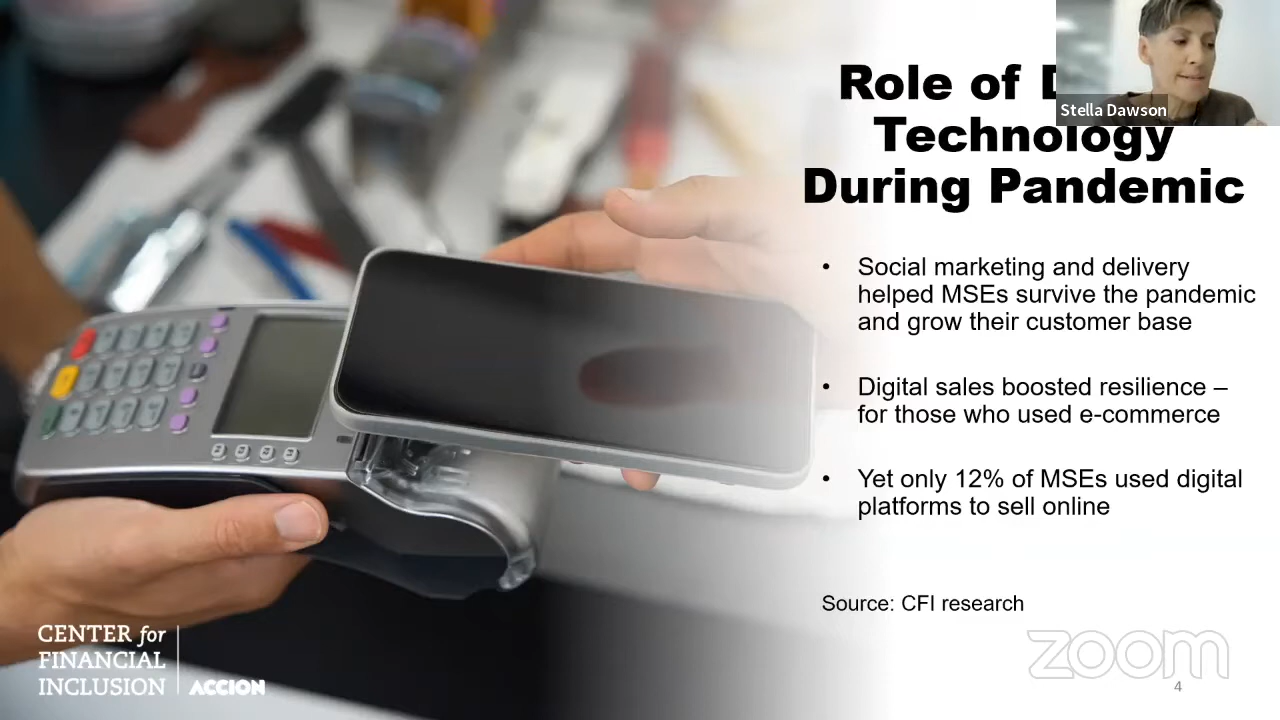 Role of D
Stella Dawson
Technology
During Pandemic
• Social marketing and delivery
helped MSEs survive the pandemic
and grow their customer base
• Digital sales boosted resilience –
for those who used e-commerce
• Yet only 12% of MSEs used digital
platforms to sell online
Source: CFI research
CENTER for
FINANCIAL
INCLUSION
ACCION
zoom
4